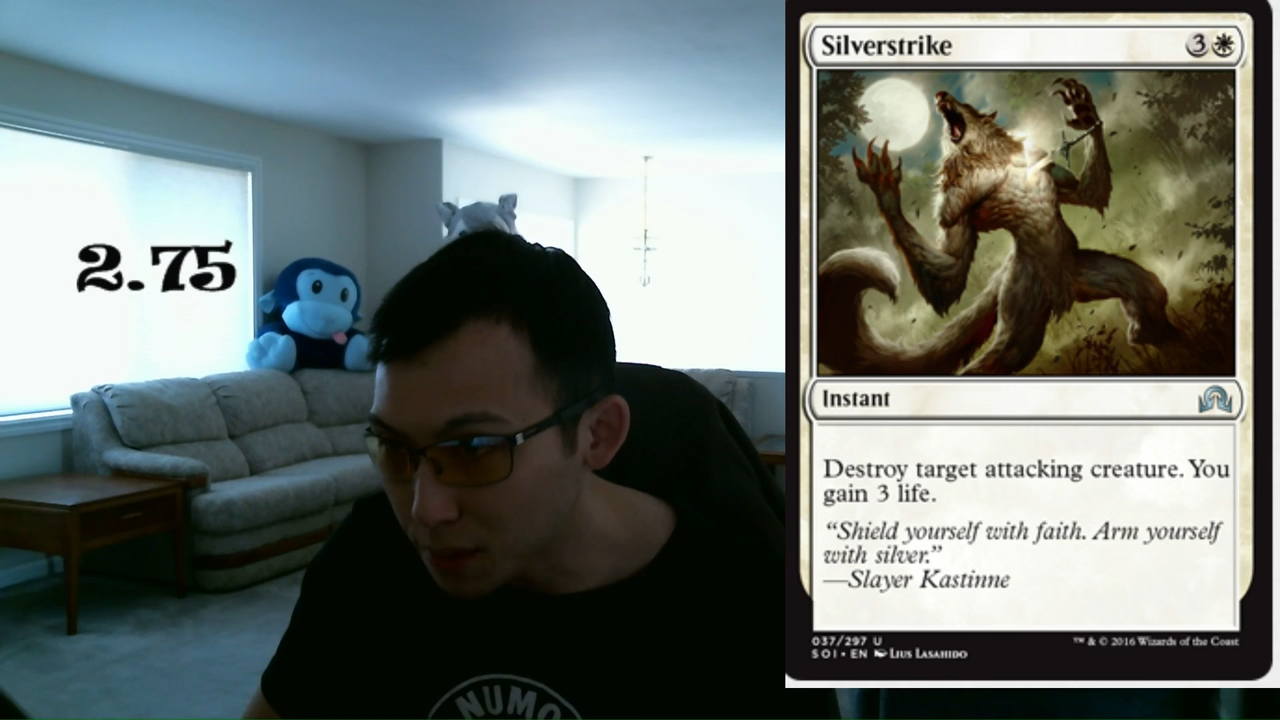 2.75
Silverstrike
3
Instant
Destroy target attacking creature. You
gain 3 life.
“Shield yourself with faith. Arm yourself
with silver.”
—Slayer Kastinne
037/297 U
SOI • EN Lius Lasahido
™ & © 2016 Wizards of the Coast
NUMO